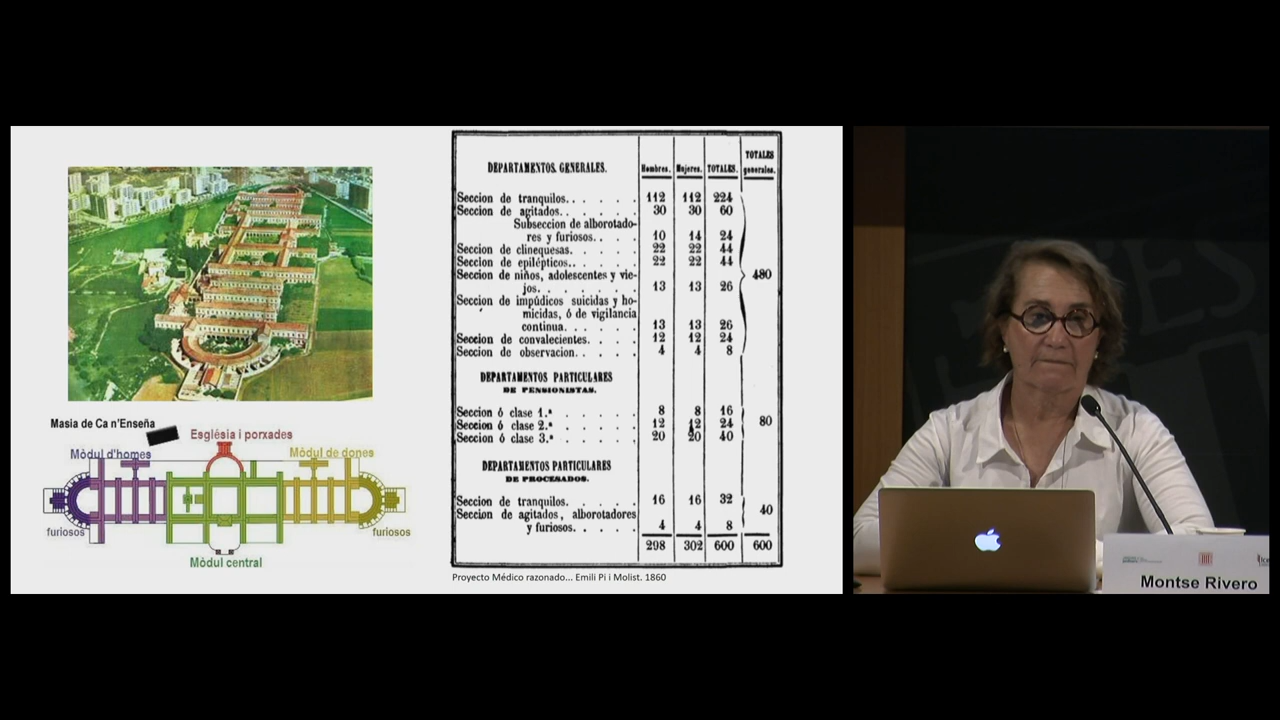 Masia de Ca n'Enseña
Església i porxades
Mòdul d'homes
Mòdul de dones
furiosos
furiosos
Mòdul central
DEPARTAMENTOS GENERALES. Hombres. Mujeres. TOTALES. TOTALES generales.
Seccion de tranquilos. . . . . . 112 112 224
Seccion de agitados. . . . . . 30 30 60
Subseccion de alborotado-
res y furiosos. . . . 10 14 24
Seccion de clinequesas. . . . . 22 22 44
Seccion de epilépticos. . . . . 22 22 44
Seccion de niños, adolescentes y vie-
jos. . . . . . . . 13 13 26
480
Seccion de impúdicos suicidas y ho-
micidas, ó de vigilancia
continua. . . . . . 13 13 26
Seccion de convalecientes. . . . 12 12 24
Seccion de observacion. . . . . 4 4 8
DEPARTAMENTOS PARTICULARES
DE PENSIONISTAS.
Seccion ó clase 1.ª . . . . . . 8 8 16
Seccion ó clase 2.ª . . . . . . 12 12 24 80
Seccion ó clase 3.ª . . . . . . 20 20 40
DEPARTAMENTOS PARTICULARES
DE PROCESADOS.
Seccion de tranquilos. . . . . . 16 16 32
Seccion de agitados, alborotadores 40
y furiosos. . . . . 4 4 8
298 302 600 600
Proyecto Médico razonado... Emili Pi i Molist. 1860
Montse Rivero